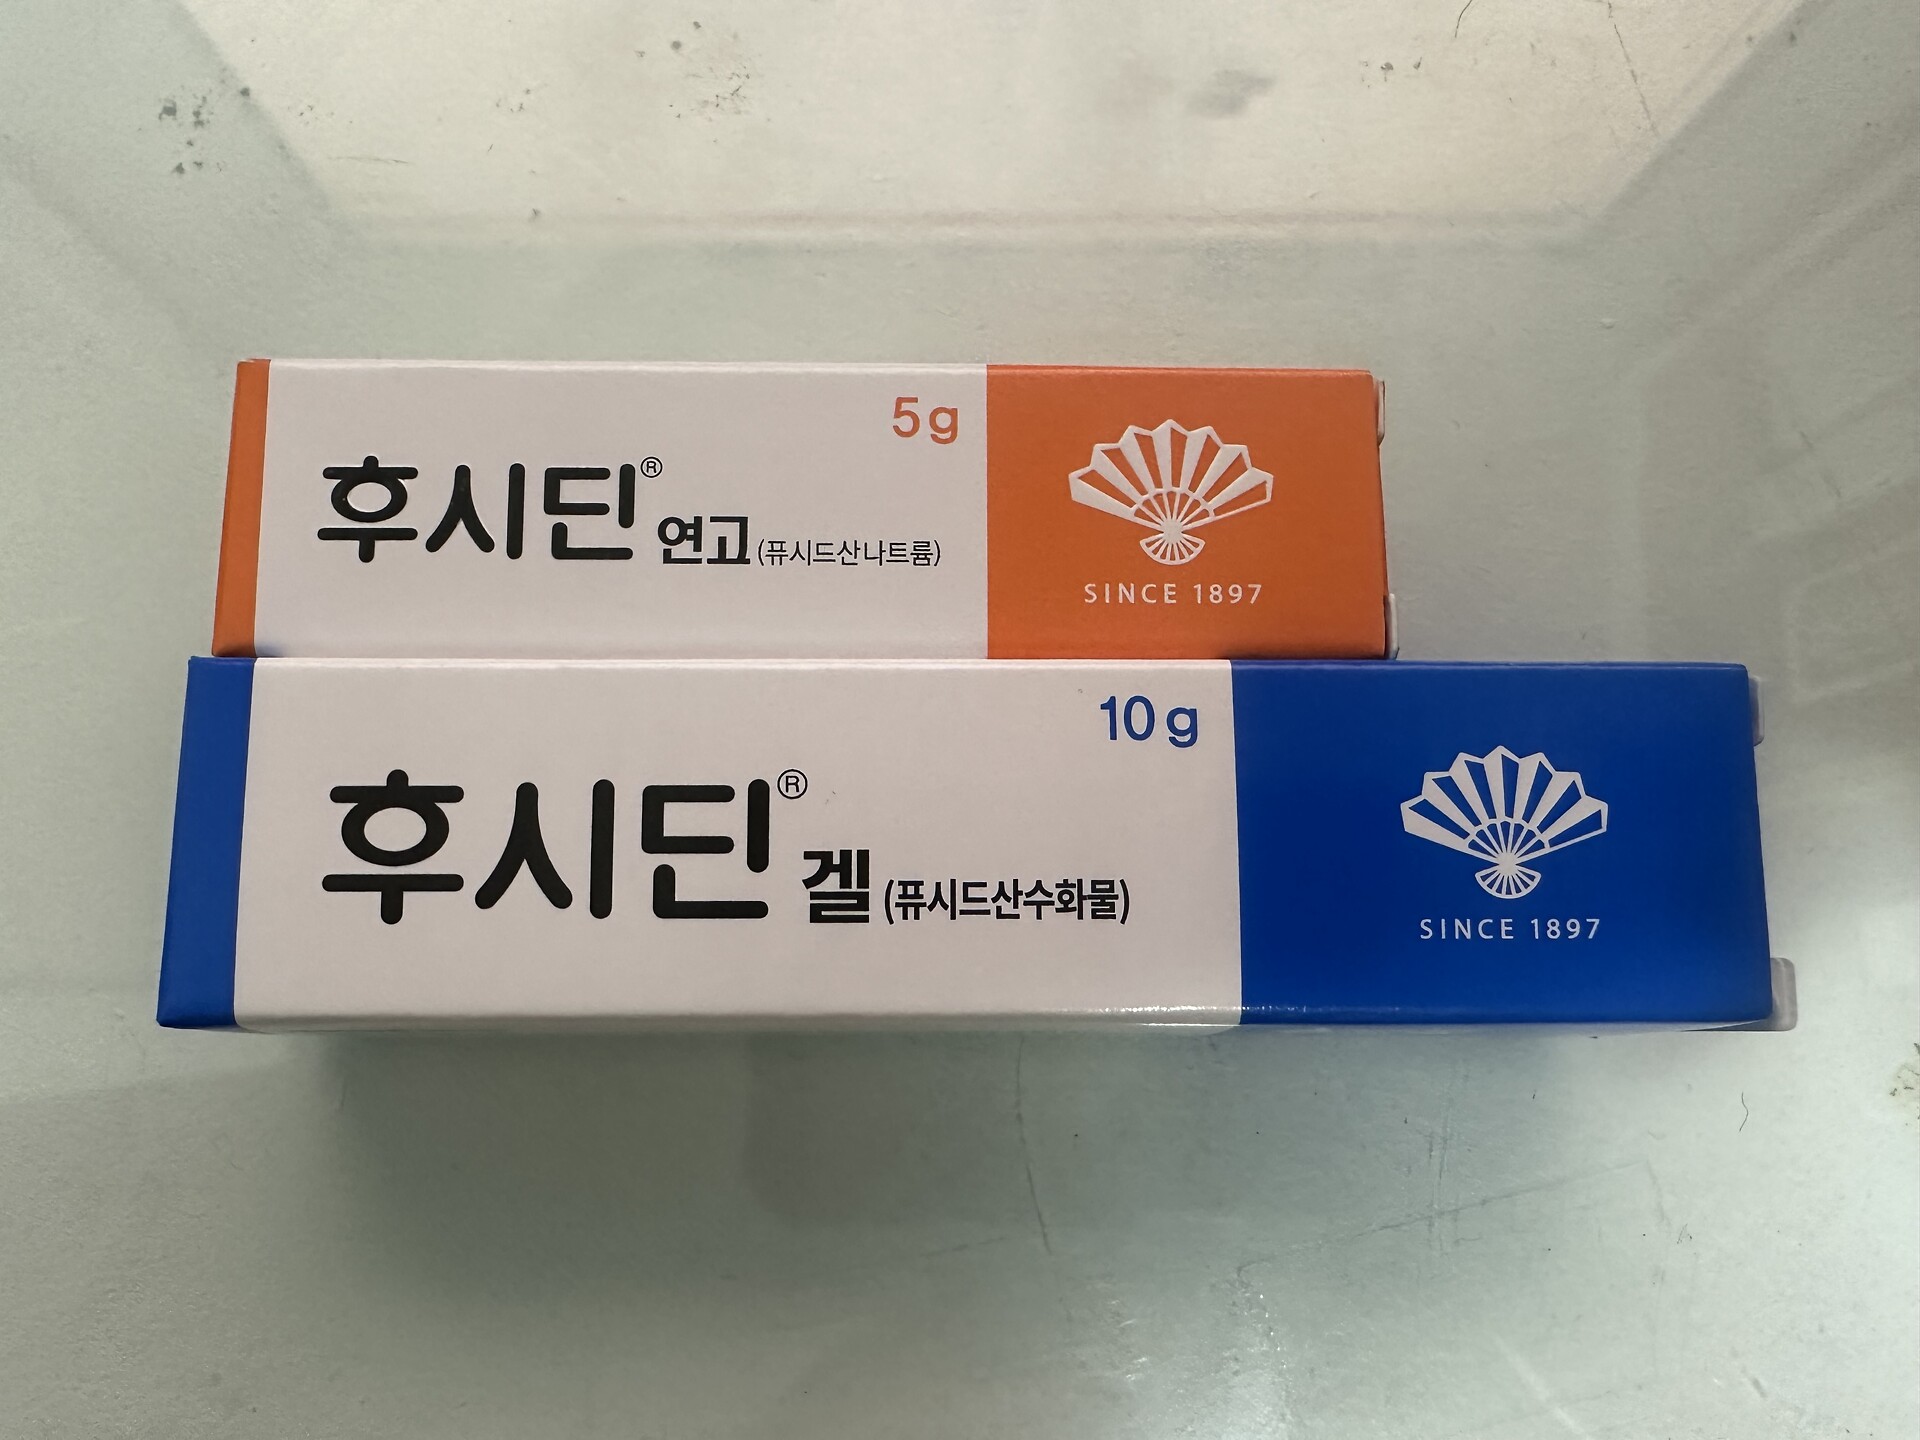 5g
후시딘® 연고 (퓨시드산나트륨)
SINCE 1897
10 g
후시딘® 겔 (퓨시드산수화물)
SINCE 1897